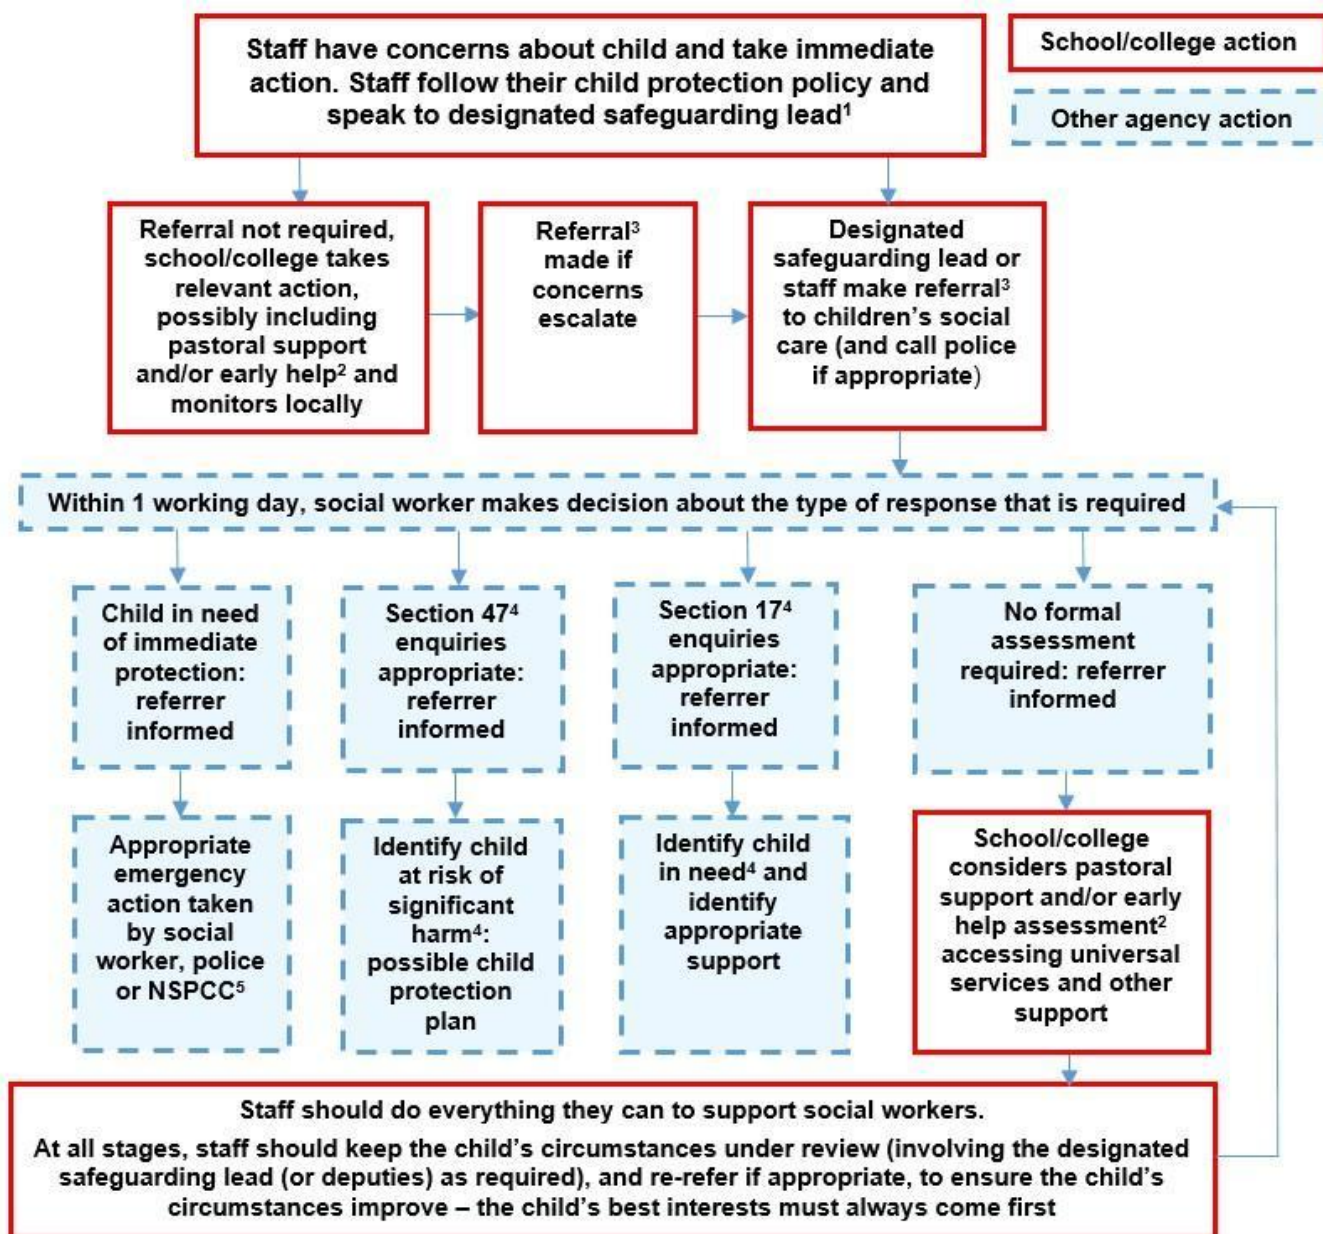 Staff have concerns about child and take immediate
action. Staff follow their child protection policy and
speak to designated safeguarding lead¹
School/college action
Other agency action
Referral not required,
school/college takes
relevant action,
possibly including
pastoral support
and/or early help² and
monitors locally
Referral³
made if
concerns
escalate
Designated
safeguarding lead or
staff make referral³
to children’s social
care (and call police
if appropriate)
Within 1 working day, social worker makes decision about the type of response that is required
Child in need
of immediate
protection:
referrer
informed
Section 47⁴
enquiries
appropriate:
referrer
informed
Section 17⁴
enquiries
appropriate:
referrer
informed
No formal
assessment
required: referrer
informed
Appropriate
emergency
action taken
by social
worker, police
or NSPCC⁵
Identify child
at risk of
significant
harm⁴:
possible child
protection
plan
Identify child
in need⁴ and
identify
appropriate
support
School/college
considers pastoral
support and/or early
help assessment²
accessing universal
services and other
support
Staff should do everything they can to support social workers.
At all stages, staff should keep the child’s circumstances under review (involving the designated
safeguarding lead (or deputies) as required), and re-refer if appropriate, to ensure the child’s
circumstances improve – the child’s best interests must always come first